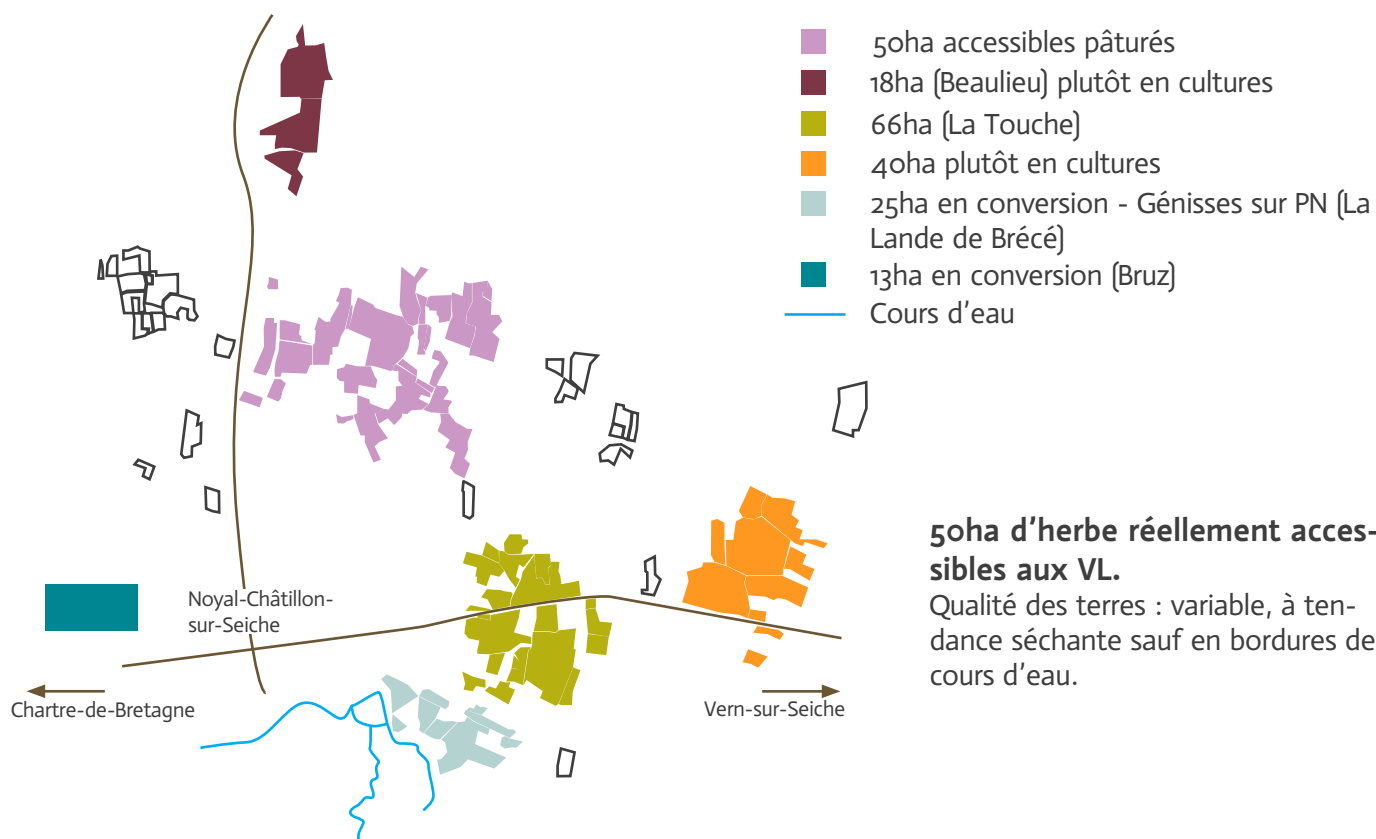 50ha accessibles pâturés
18ha (Beaulieu) plutôt en cultures
66ha (La Touche)
40ha plutôt en cultures
25ha en conversion - Génisses sur PN (La
Lande de Brécé)
13ha en conversion (Bruz)
Cours d'eau
50ha d'herbe réellement acces-
sibles aux VL.
Qualité des terres : variable, à ten-
dance séchante sauf en bordures de
cours d'eau.
Noyal-Châtillon-
sur-Seiche
Chartre-de-Bretagne
Vern-sur-Seiche